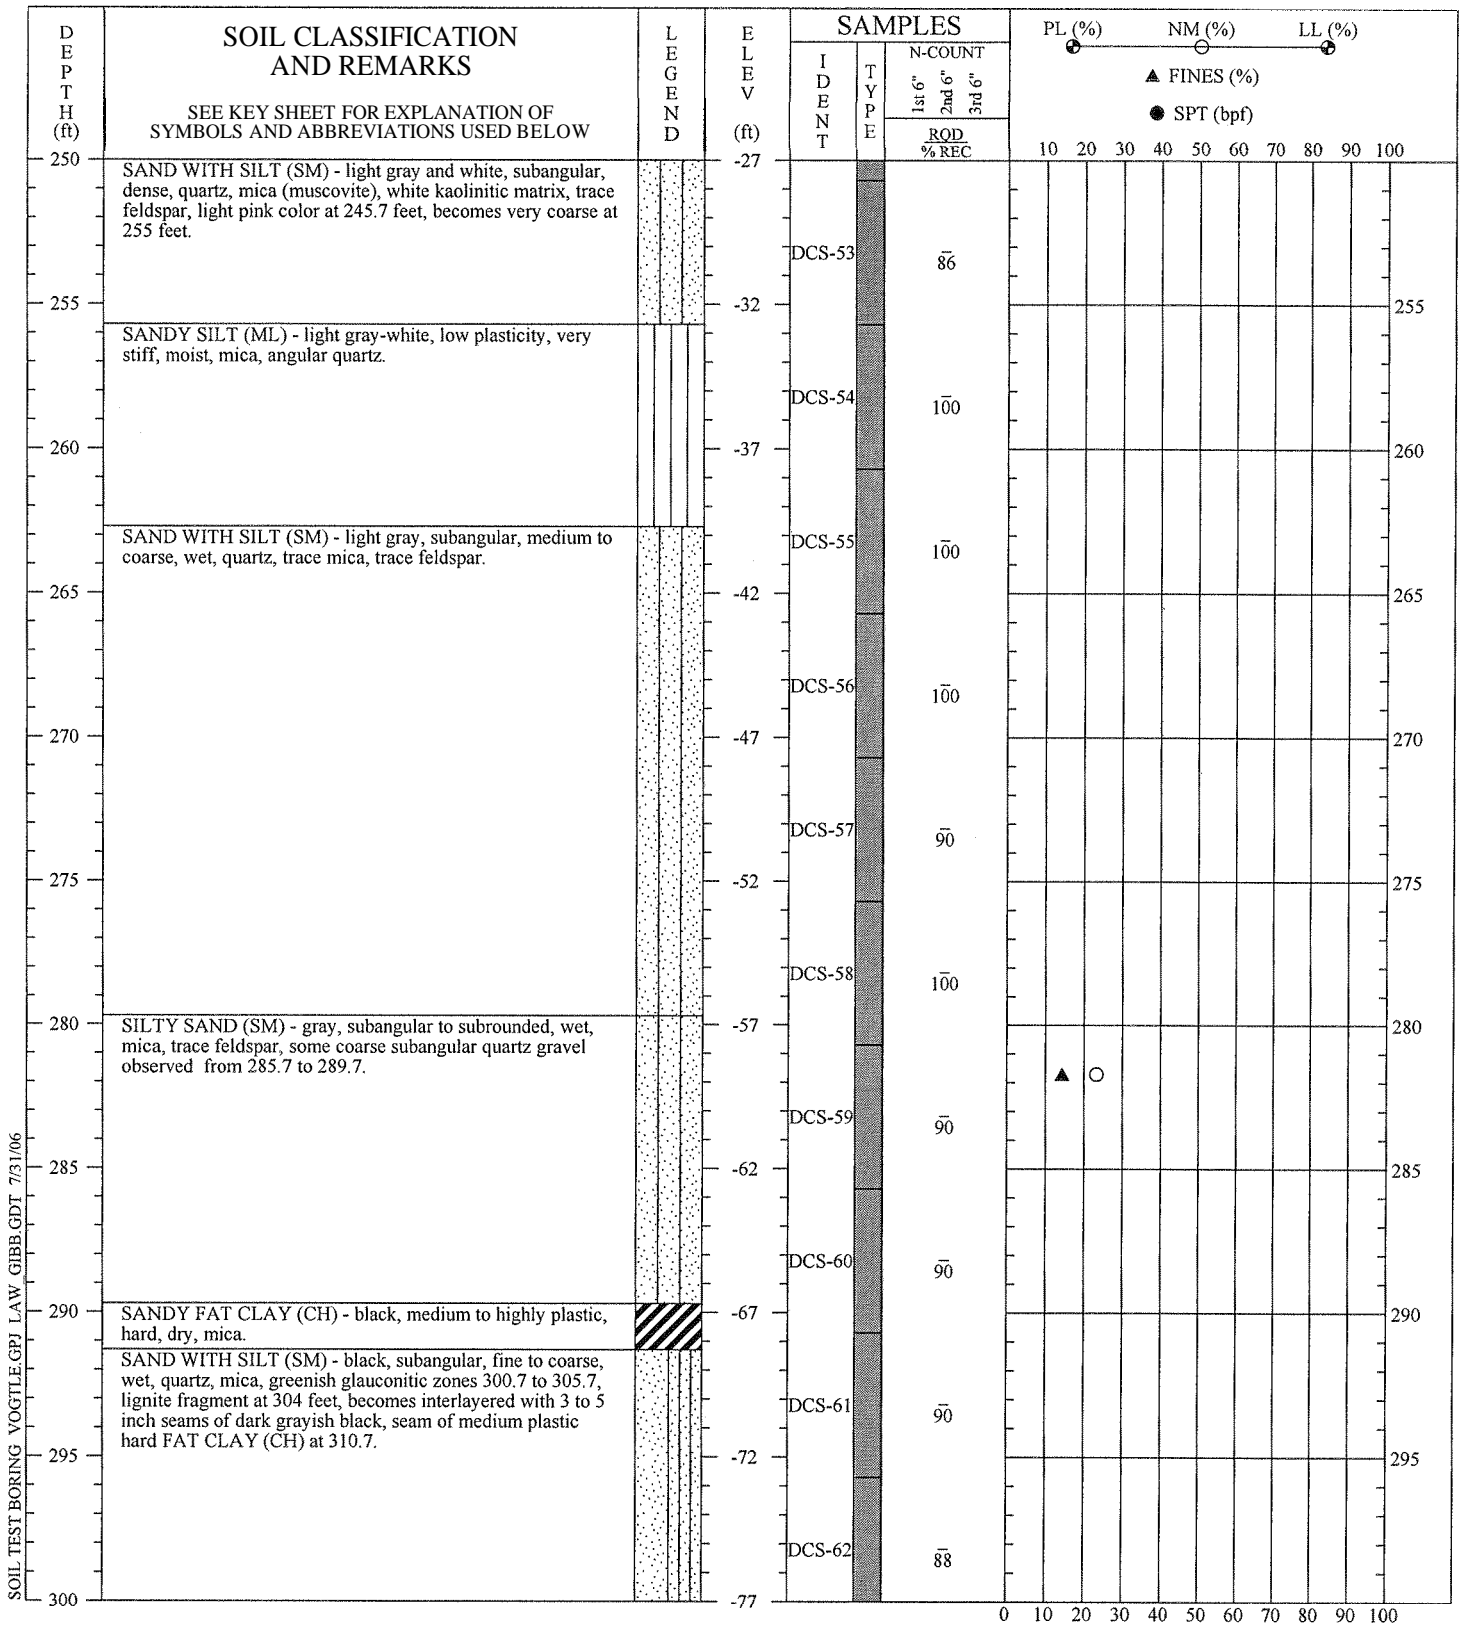 DEPTH (ft)
SOIL CLASSIFICATION
AND REMARKS
SEE KEY SHEET FOR EXPLANATION OF
SYMBOLS AND ABBREVIATIONS USED BELOW
LEGEND
ELEV (ft)
SAMPLES
IDENT
TYPE
N-COUNT
1st 6"
2nd 6"
3rd 6"
RQD
% REC
PL (%) NM (%) LL (%)
▲ FINES (%)
● SPT (bpf)
10 20 30 40 50 60 70 80 90 100
250 -27
SAND WITH SILT (SM) - light gray and white, subangular,
dense, quartz, mica (muscovite), white kaolinitic matrix, trace
feldspar, light pink color at 245.7 feet, becomes very coarse at
255 feet.
DCS-53 86
255 -32 255
SANDY SILT (ML) - light gray-white, low plasticity, very
stiff, moist, mica, angular quartz.
DCS-54 100
260 -37 260
SAND WITH SILT (SM) - light gray, subangular, medium to
coarse, wet, quartz, trace mica, trace feldspar.
DCS-55 100
265 -42 265
DCS-56 100
270 -47 270
DCS-57 90
275 -52 275
DCS-58 100
280 -57 280
SILTY SAND (SM) - gray, subangular to subrounded, wet,
mica, trace feldspar, some coarse subangular quartz gravel
observed from 285.7 to 289.7.
DCS-59 90
285 -62 285
DCS-60 90
290 -67 290
SANDY FAT CLAY (CH) - black, medium to highly plastic,
hard, dry, mica.
SAND WITH SILT (SM) - black, subangular, fine to coarse,
wet, quartz, mica, greenish glauconitic zones 300.7 to 305.7,
lignite fragment at 304 feet, becomes interlayered with 3 to 5
inch seams of dark grayish black, seam of medium plastic
hard FAT CLAY (CH) at 310.7.
DCS-61 90
295 -72 295
DCS-62 88
300 -77
0 10 20 30 40 50 60 70 80 90 100
SOIL TEST BORING VOGTLE.GPJ LAW_GIBB.GDT 7/31/06